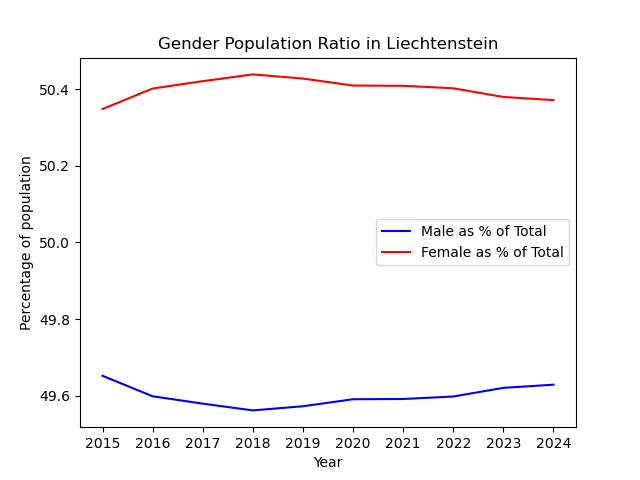 Gender Population Ratio in Liechtenstein
Percentage of population
50.4
50.2
50.0
49.8
49.6
Male as % of Total
Female as % of Total
2015 2016 2017 2018 2019 2020 2021 2022 2023 2024
Year